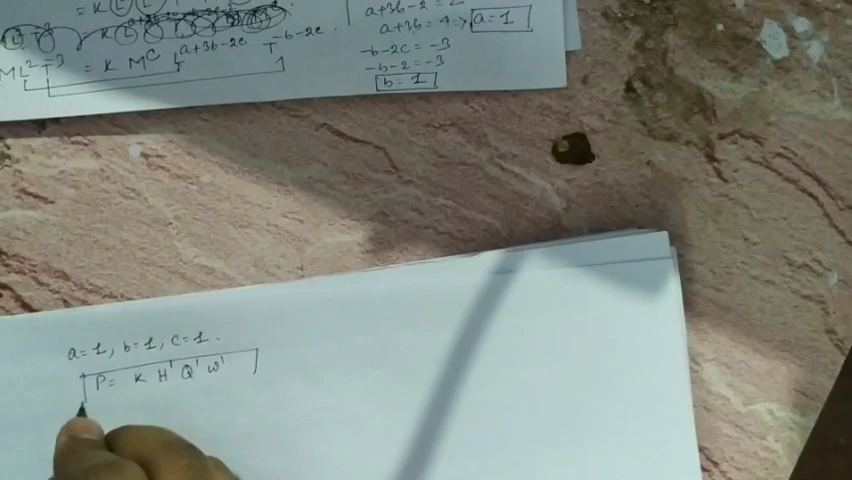 = K
ML²T⁻³ = K M^c L^a+3b-2c T^-b-2c
a+3b-2 = 2
a+3b = 4 => a=1
-b-2c = -3
-b-2 = -3
b=1
a=1, b=1, c=1.
P = K H¹ Q¹ w¹